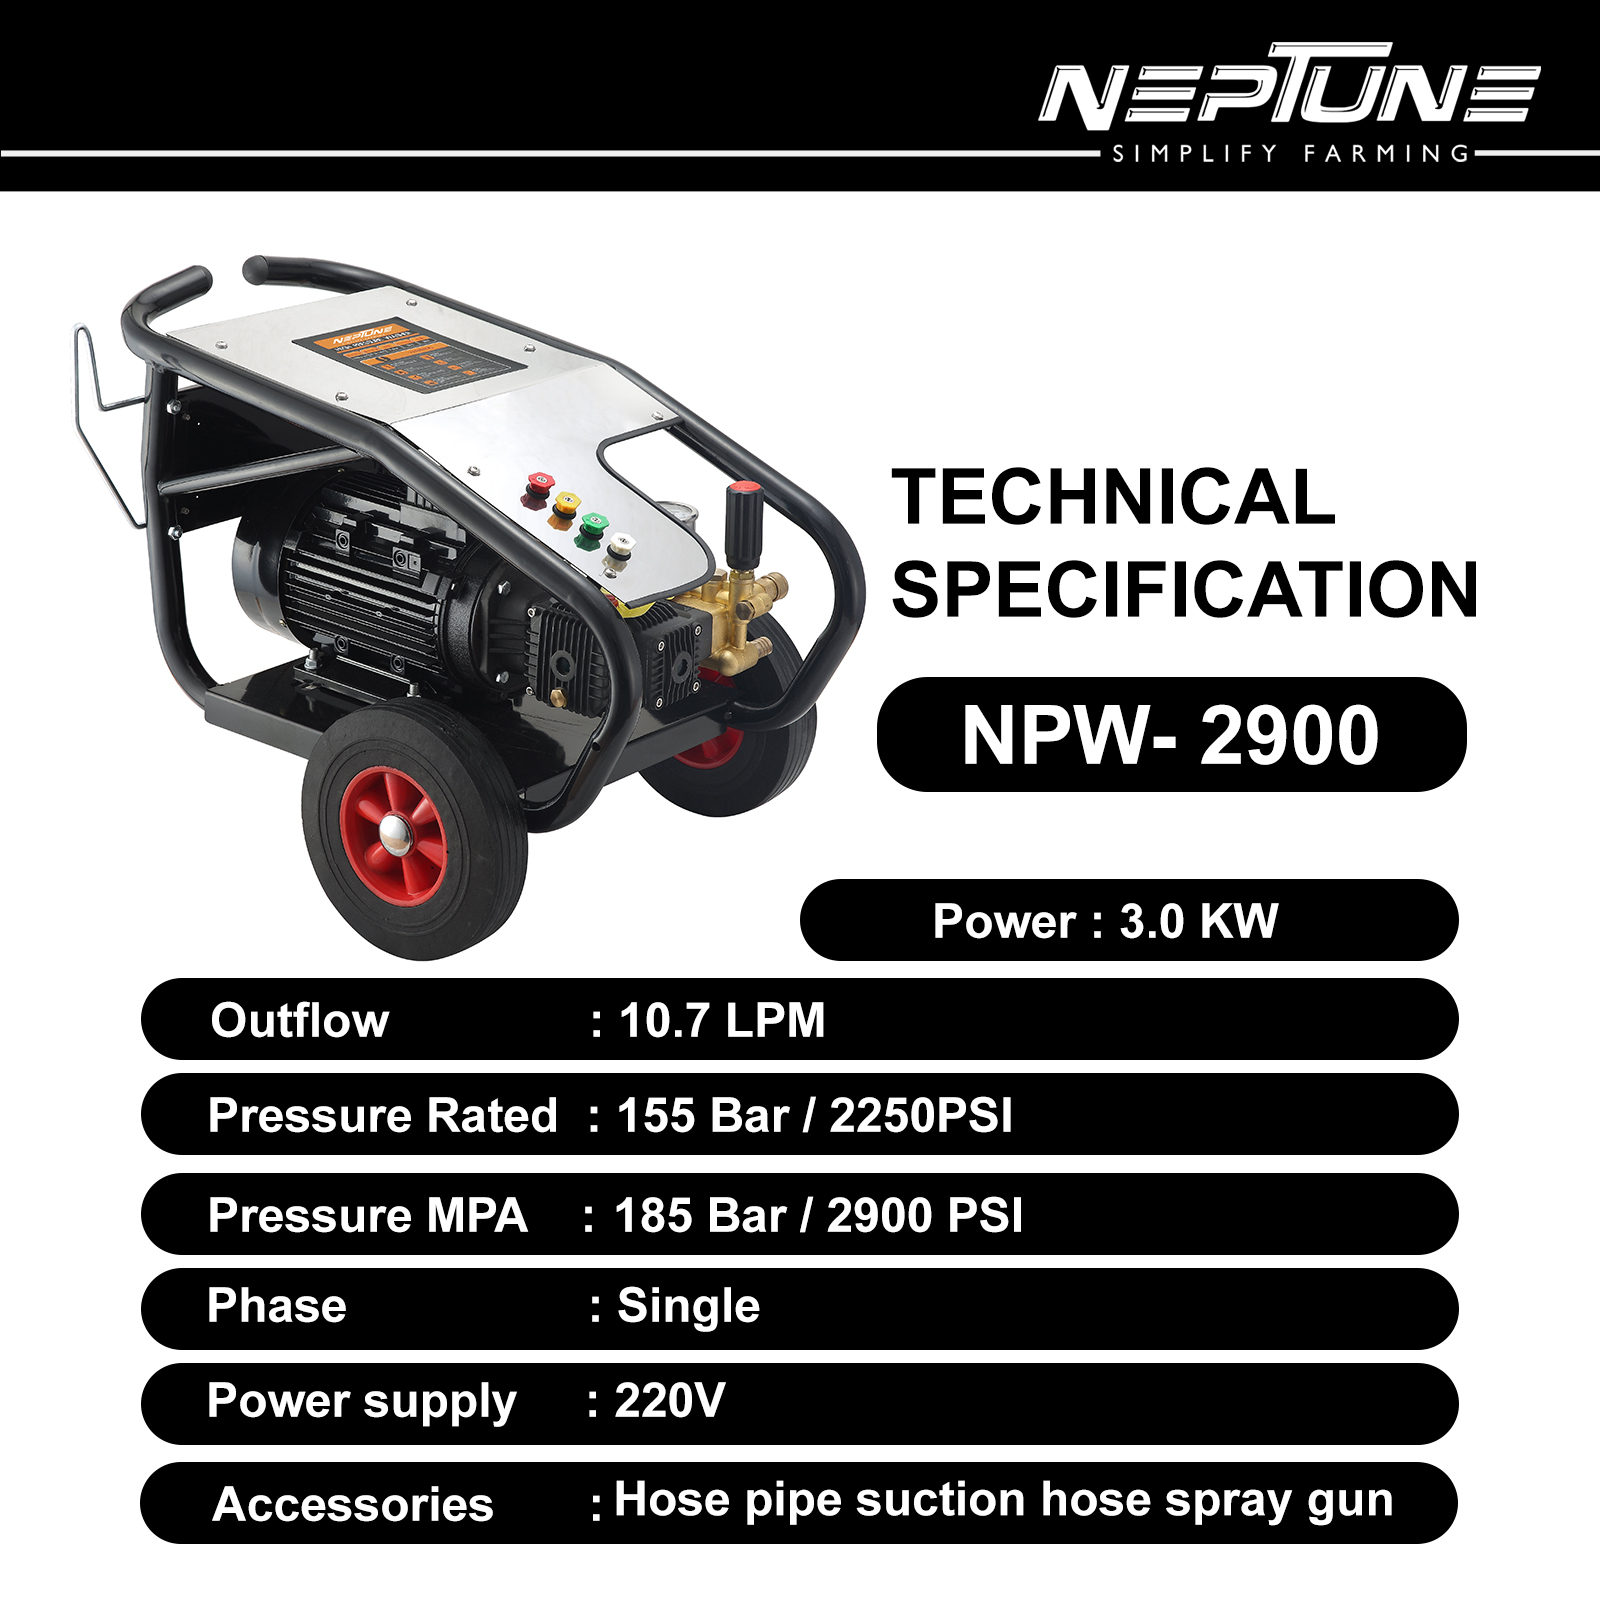 NEPTUNE
SIMPLIFY FARMING
NEPTUNE
TECHNICAL
SPECIFICATION
NPW- 2900
Power : 3.0 KW
Outflow : 10.7 LPM
Pressure Rated : 155 Bar / 2250PSI
Pressure MPA : 185 Bar / 2900 PSI
Phase : Single
Power supply : 220V
Accessories : Hose pipe suction hose spray gun